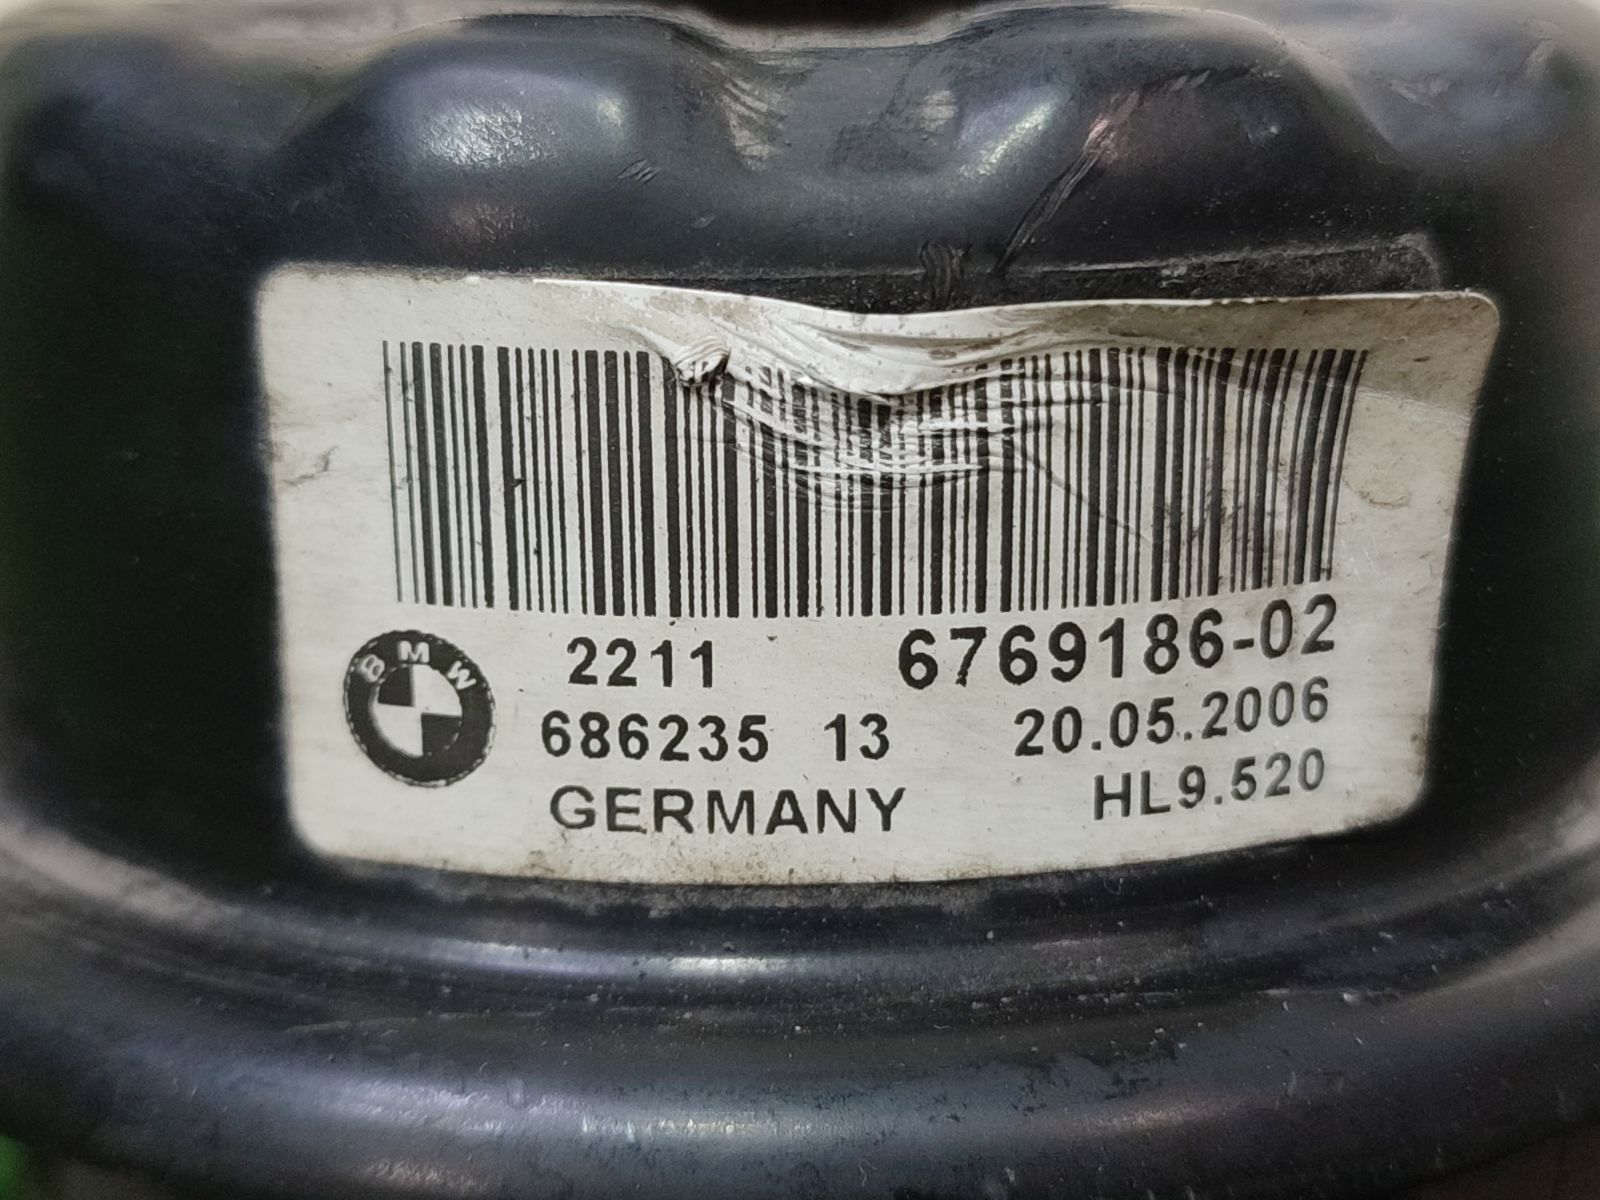 BMW
2211 6769186-02
686235 13 20.05.2006
GERMANY HL9.520